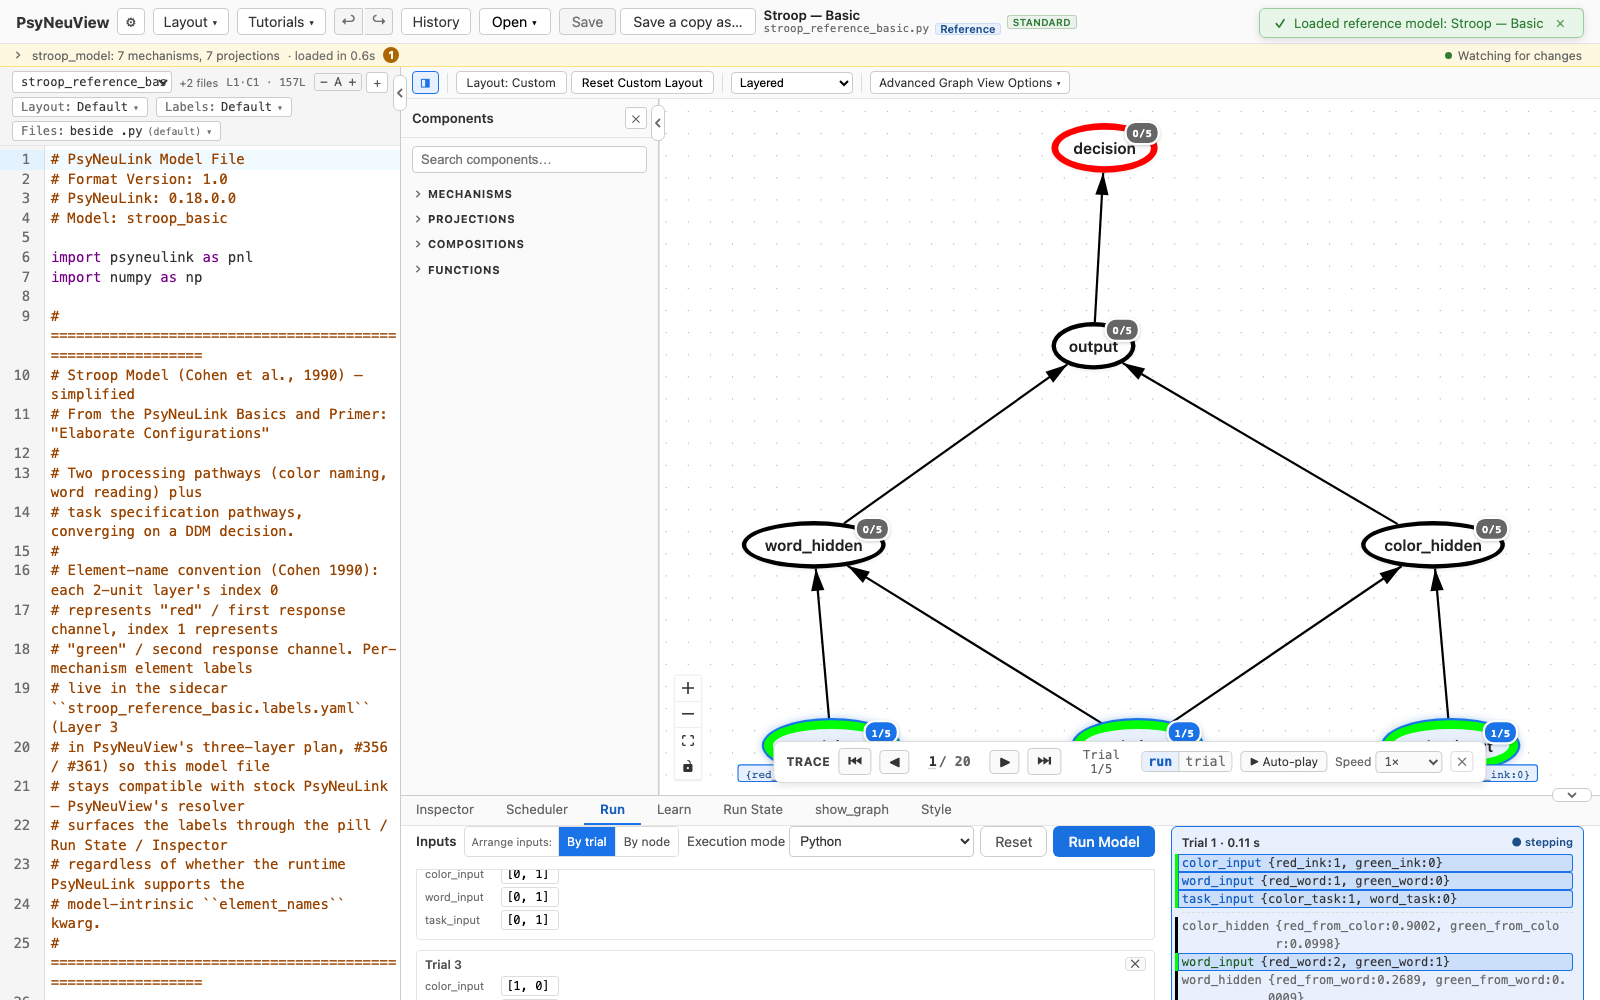 PsyNeuView
Layout
Tutorials
History
Open
Save
Save a copy as...
Stroop — Basic
stroop_reference_basic.py Reference
STANDARD
✓ Loaded reference model: Stroop — Basic ×
stroop_model: 7 mechanisms, 7 projections · loaded in 0.6s 1
Watching for changes
stroop_reference_bas
+2 files L1:C1 · 157L − A + +
Layout: Default
Labels: Default
Files: beside .py (default)
Layout: Custom
Reset Custom Layout
Layered
Advanced Graph View Options
1 # PsyNeuLink Model File
2 # Format Version: 1.0
3 # PsyNeuLink: 0.18.0.0
4 # Model: stroop_basic
5
6 import psyneulink as pnl
7 import numpy as np
8
9 #
=========================================
==================
10 # Stroop Model (Cohen et al., 1990) —
simplified
11 # From the PsyNeuLink Basics and Primer:
"Elaborate Configurations"
12 #
13 # Two processing pathways (color naming,
word reading) plus
14 # task specification pathways,
converging on a DDM decision.
15 #
16 # Element-name convention (Cohen 1990):
each 2-unit layer's index 0
17 # represents "red" / first response
channel, index 1 represents
18 # "green" / second response channel. Per-
mechanism element labels
19 # live in the sidecar
``stroop_reference_basic.labels.yaml``
(Layer 3
20 # in PsyNeuView's three-layer plan, #356
/ #361) so this model file
21 # stays compatible with stock PsyNeuLink
— PsyNeuView's resolver
22 # surfaces the labels through the pill /
Run State / Inspector
23 # regardless of whether the runtime
PsyNeuLink supports the
24 # model-intrinsic ``element_names``
kwarg.
25 #
=========================================
==================
Components ×
Search components…
MECHANISMS
PROJECTIONS
COMPOSITIONS
FUNCTIONS
decision 0/5
output 0/5
word_hidden 0/5
color_hidden 0/5
1/5
1/5
1/5
t
{red_
ink:0}
TRACE
1 / 20
Trial
1/5
run trial
Auto-play
Speed 1×
×
Inspector
Scheduler
Run
Learn
Run State
show_graph
Style
Inputs
Arrange inputs: By trial By node
Execution mode Python
Reset
Run Model
color_input [0, 1]
word_input [0, 1]
task_input [0, 1]
Trial 3
color_input [1, 0]
Trial 1 · 0.11 s
stepping
color_input {red_ink:1, green_ink:0}
word_input {red_word:1, green_word:0}
task_input {color_task:1, word_task:0}
color_hidden {red_from_color:0.9002, green_from_colo
r:0.0998}
word_input {red_word:2, green_word:1}
word_hidden {red_from_word:0.2689, green_from_word:0.
0009}